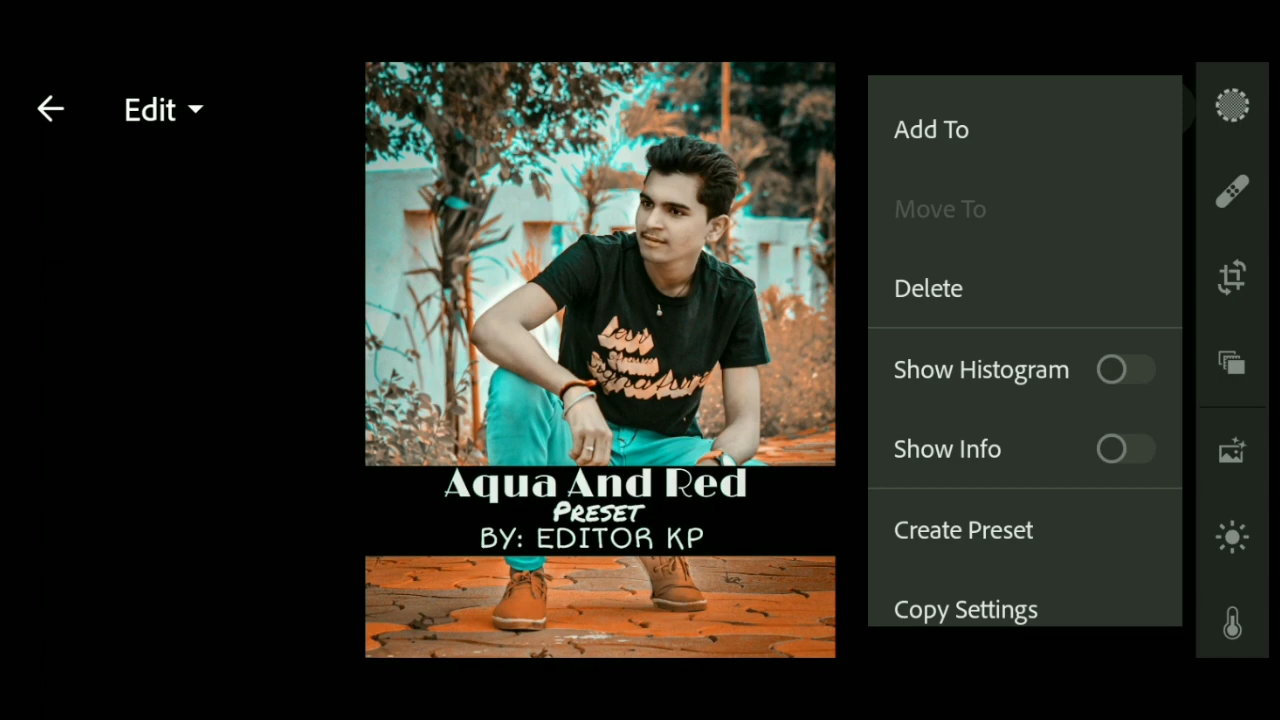 Edit
Add To
Move To
Delete
Show Histogram
Show Info
Create Preset
Copy Settings
Aqua And Red
PRESET
BY: EDITOR KP